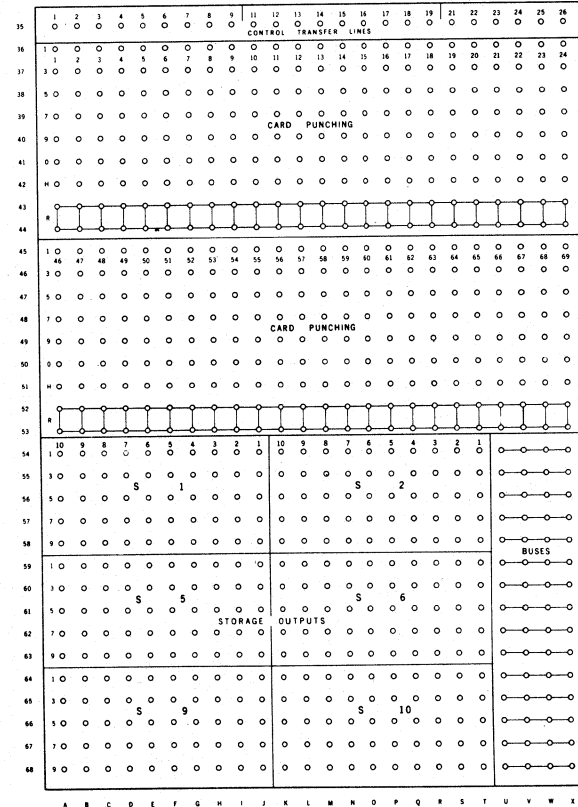 1 2 3 4 5 6 7 8 9 11 12 13 14 15 16 17 18 19 21 22 23 24 25 26
35
CONTROL TRANSFER LINES
36 1
1 2 3 4 5 6 7 8 9 10 11 12 13 14 15 16 17 18 19 20 21 22 23 24
37 3
38 5
39 7
CARD PUNCHING
40 9
41 0
42 H
43
R
44
45 1
46 47 48 49 50 51 52 53 54 55 56 57 58 59 60 61 62 63 64 65 66 67 68 69
46 3
47 5
48 7
CARD PUNCHING
49 9
50 0
51 H
52
R
53
10 9 8 7 6 5 4 3 2 1 10 9 8 7 6 5 4 3 2 1
54 1
55 3
S 1 S 2
56 5
57 7
58 9
BUSES
59 1
60 3
S 5 S 6
61 5
STORAGE OUTPUTS
62 7
63 9
64 1
65 3
S 9 S 10
66 5
67 7
68 9
A B C D E F G H I J K L M N O P Q R S T U V W X